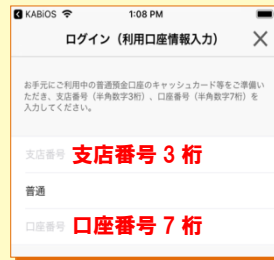 KABiOS 1:08 PM
ログイン（利用口座情報入力）
お手元にご利用中の普通預金口座のキャッシュカード等をご準備い
ただき、支店番号（半角数字3桁）、口座番号（半角数字7桁）を
入力してください。
支店番号 支店番号 3 桁
普通
口座番号 口座番号 7 桁